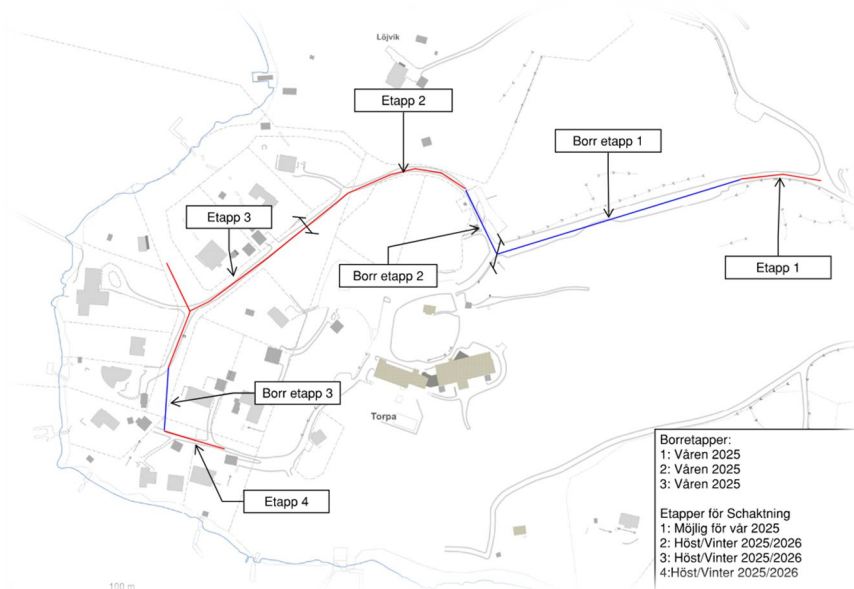 Löjvik
Etapp 2
Borr etapp 1
Etapp 3
Borr etapp 2
Etapp 1
Borr etapp 3
Torpa
Etapp 4
Borretapper:
1: Våren 2025
2: Våren 2025
3: Våren 2025
Etapper för Schaktning
1: Möjlig för vår 2025
2: Höst/Vinter 2025/2026
3: Höst/Vinter 2025/2026
4:Höst/Vinter 2025/2026
100 m